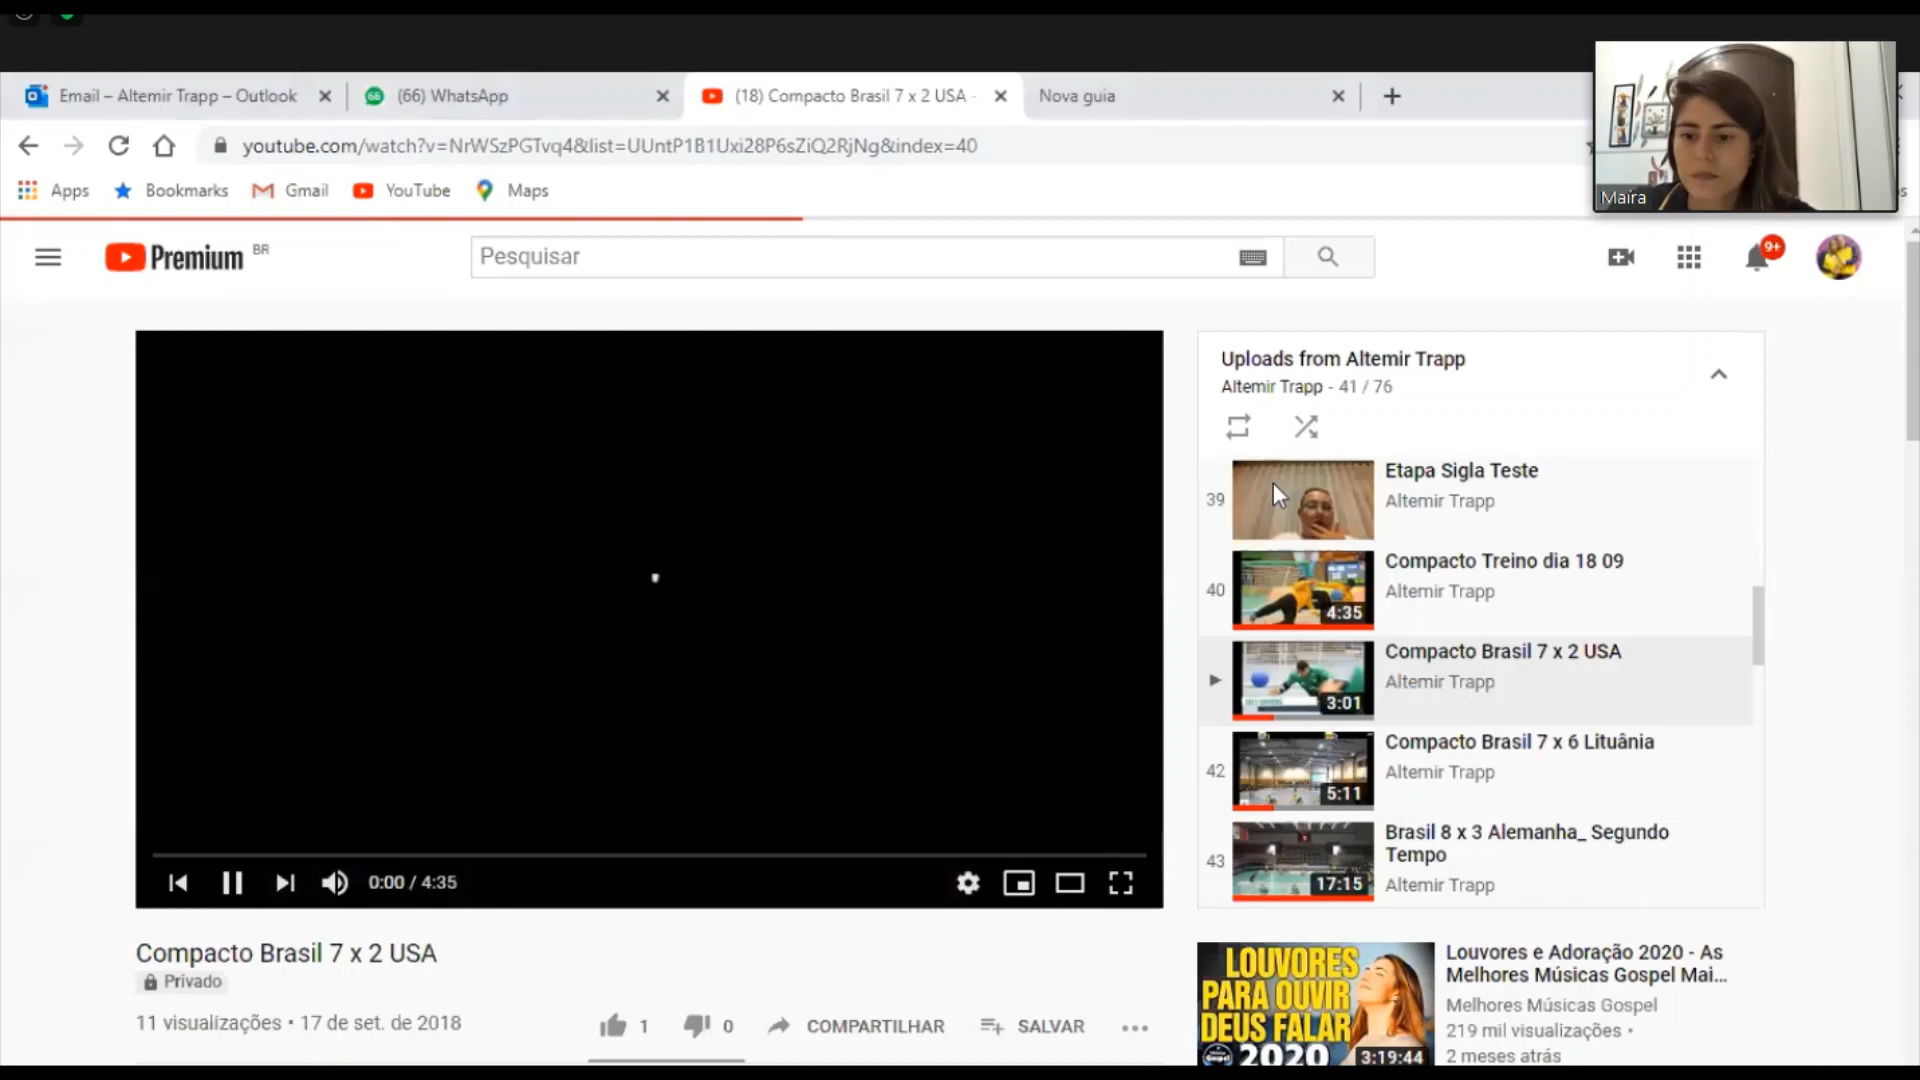 Email – Altemir Trapp – Outlook
(66) WhatsApp
(18) Compacto Brasil 7 x 2 USA -
Nova guia
youtube.com/watch?v=NrWSzPGTvq4&list=UUntP1B1Uxi28P6sZiQ2RjNg&index=40
Apps
Bookmarks
Gmail
YouTube
Maps
Maíra
Premium BR
Pesquisar
9+
Uploads from Altemir Trapp
Altemir Trapp - 41 / 76
39
Etapa Sigla Teste
Altemir Trapp
40
4:35
Compacto Treino dia 18 09
Altemir Trapp
3:01
Compacto Brasil 7 x 2 USA
Altemir Trapp
42
5:11
Compacto Brasil 7 x 6 Lituânia
Altemir Trapp
43
17:15
Brasil 8 x 3 Alemanha_ Segundo
Tempo
Altemir Trapp
0:00 / 4:35
Compacto Brasil 7 x 2 USA
Privado
11 visualizações • 17 de set. de 2018
1
0
COMPARTILHAR
SALVAR
LOUVORES
PARA OUVIR
DEUS FALAR
2020
3:19:44
Louvores e Adoração 2020 - As
Melhores Músicas Gospel Mai...
Melhores Músicas Gospel
219 mil visualizações •
2 meses atrás